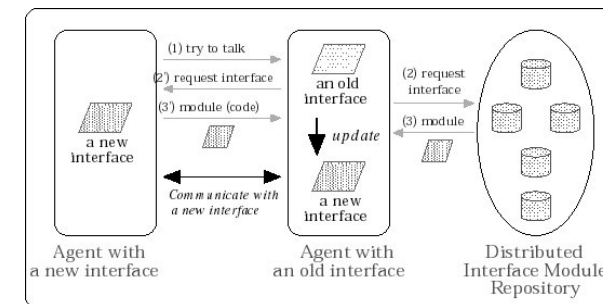 (1) try to talk
(2') request interface
(3') module (code)
a new
interface
Communicate with
a new interface
an old
interface
update
a new
interface
(2) request
interface
(3) module
Agent with
a new interface
Agent with
an old interface
Distributed
Interface Module
Repository